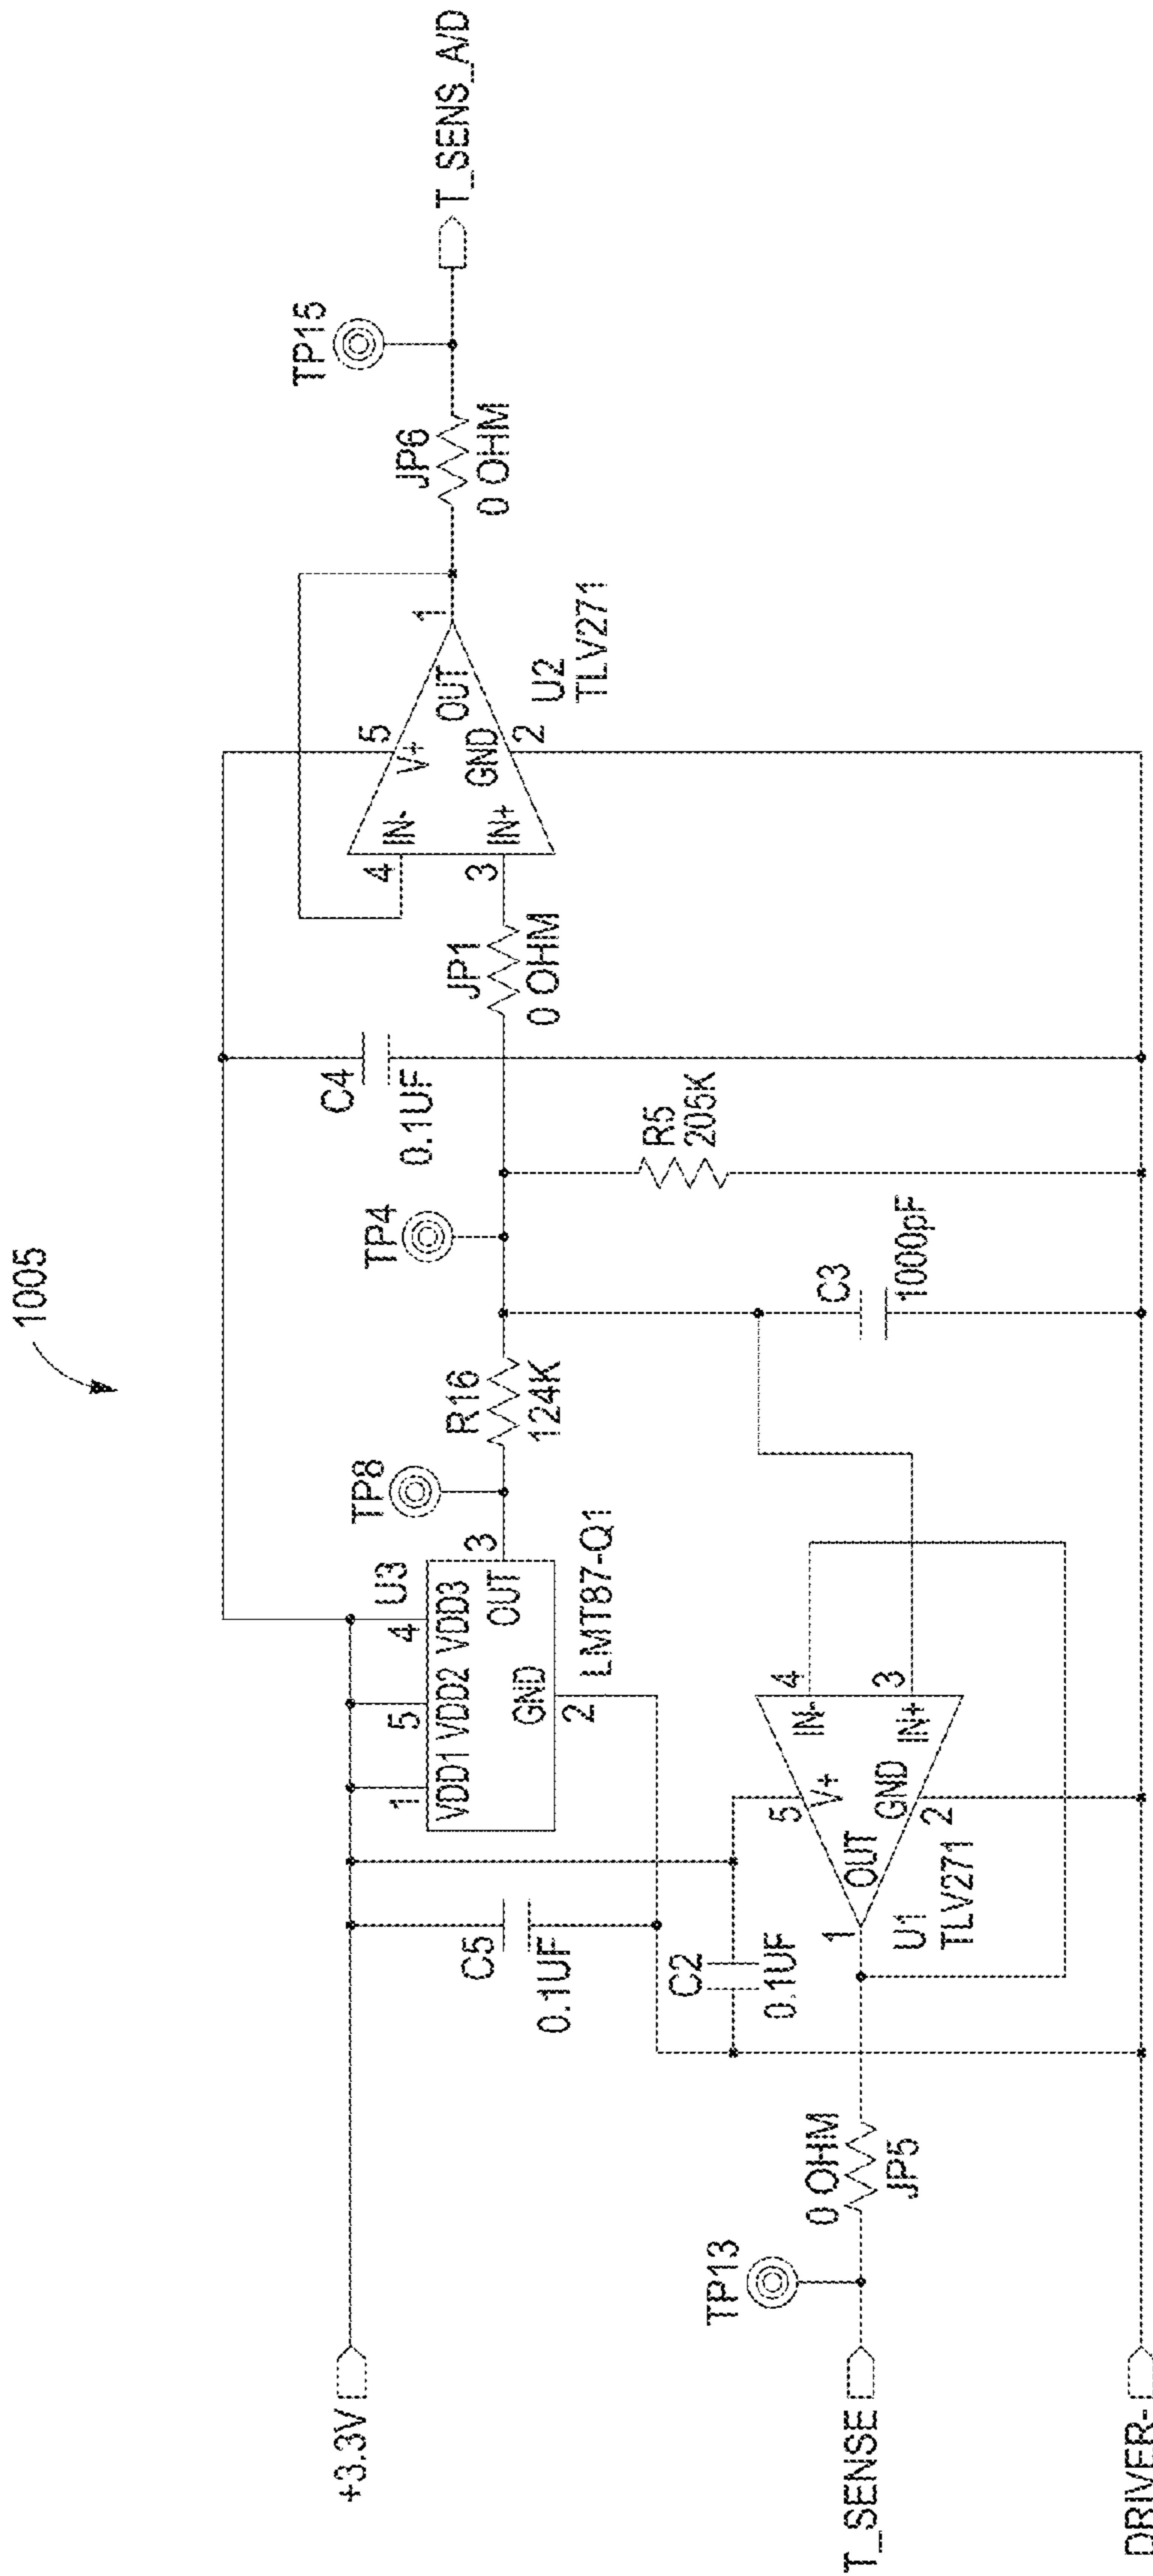 1005
+3.3V
T_SENSE
DRIVER-
TP13
0 OHM
JP5
C5
0.1UF
C2
0.1UF
1
OUT
U1
TLV271
5
V+
GND
2
4
IN-
IN+
3
U3
1
5
4
VDD1 VDD2 VDD3
OUT
3
GND
2
LMT87-Q1
TP8
R16
124K
C3
1000pF
TP4
R5
205K
C4
0.1UF
JP1
0 OHM
4
IN-
3
IN+
5
V+
GND
2
OUT
1
U2
TLV271
JP6
0 OHM
TP15
T_SENS_A/D